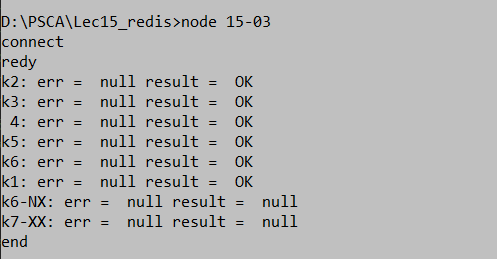 D:\PSCA\Lec15_redis>node 15-03
connect
redy
k2: err =  null result =  OK
k3: err =  null result =  OK
 4: err =  null result =  OK
k5: err =  null result =  OK
k6: err =  null result =  OK
k1: err =  null result =  OK
k6-NX: err =  null result =  null
k7-XX: err =  null result =  null
end